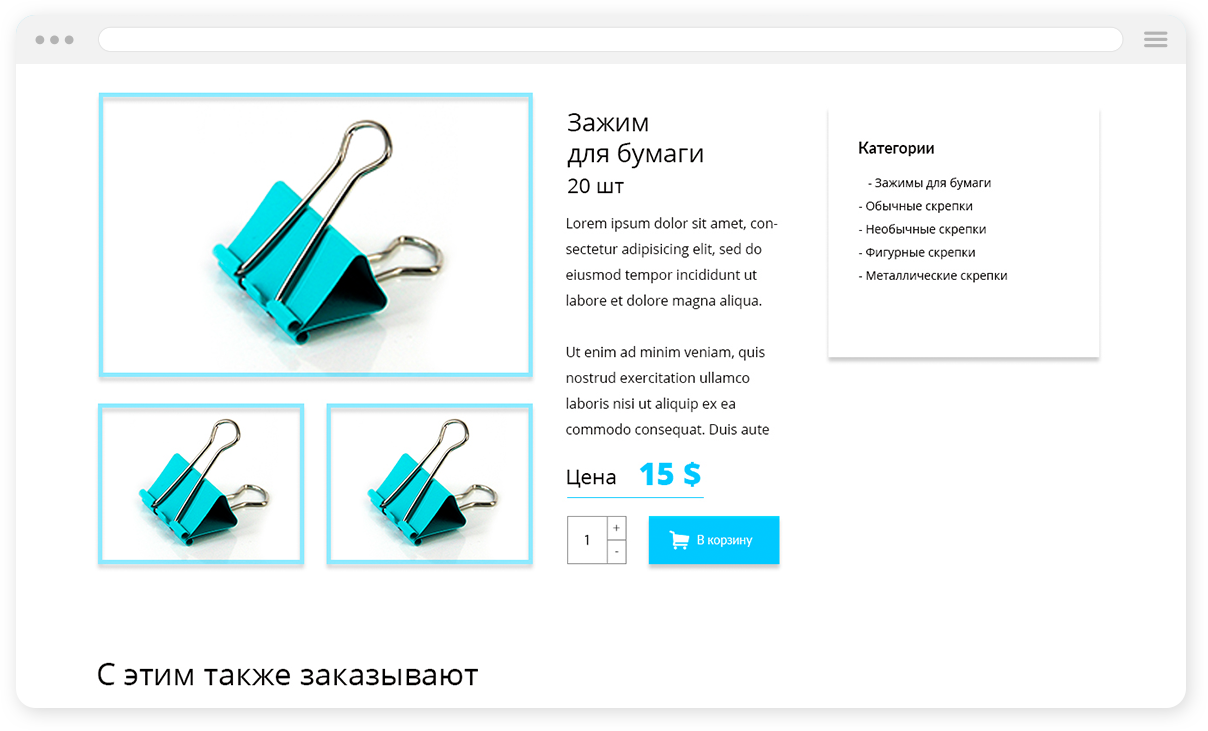 Зажим
для бумаги
20 шт
Lorem ipsum dolor sit amet, con-
sectetur adipisicing elit, sed do
eiusmod tempor incididunt ut
labore et dolore magna aliqua.
Ut enim ad minim veniam, quis
nostrud exercitation ullamco
laboris nisi ut aliquip ex ea
commodo consequat. Duis aute
Цена 15 $
1 + -
В корзину
Категории
- Зажимы для бумаги
- Обычные скрепки
- Необычные скрепки
- Фигурные скрепки
- Металлические скрепки
С этим также заказывают